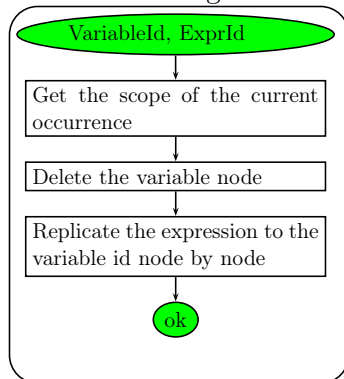 VariableId, ExprId
Get the scope of the current
occurrence
Delete the variable node
Replicate the expression to the
variable id node by node
ok